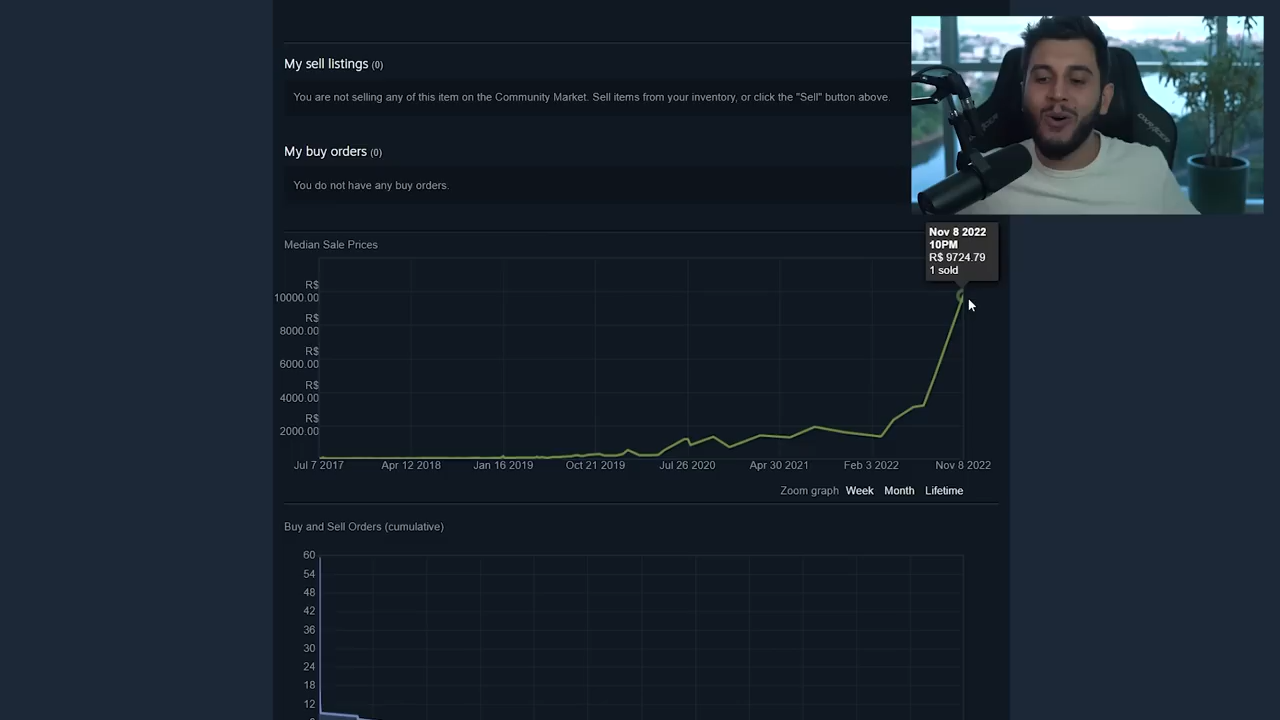 My sell listings (0)
You are not selling any of this item on the Community Market. Sell items from your inventory, or click the "Sell" button above.
My buy orders (0)
You do not have any buy orders.
Nov 8 2022
10PM
R$ 9724.79
1 sold
Median Sale Prices
R$
10000.00
R$
8000.00
R$
6000.00
R$
4000.00
R$
2000.00
Jul 7 2017 Apr 12 2018 Jan 16 2019 Oct 21 2019 Jul 26 2020 Apr 30 2021 Feb 3 2022 Nov 8 2022
Zoom graph Week Month Lifetime
Buy and Sell Orders (cumulative)
60
54
48
42
36
30
24
18
12